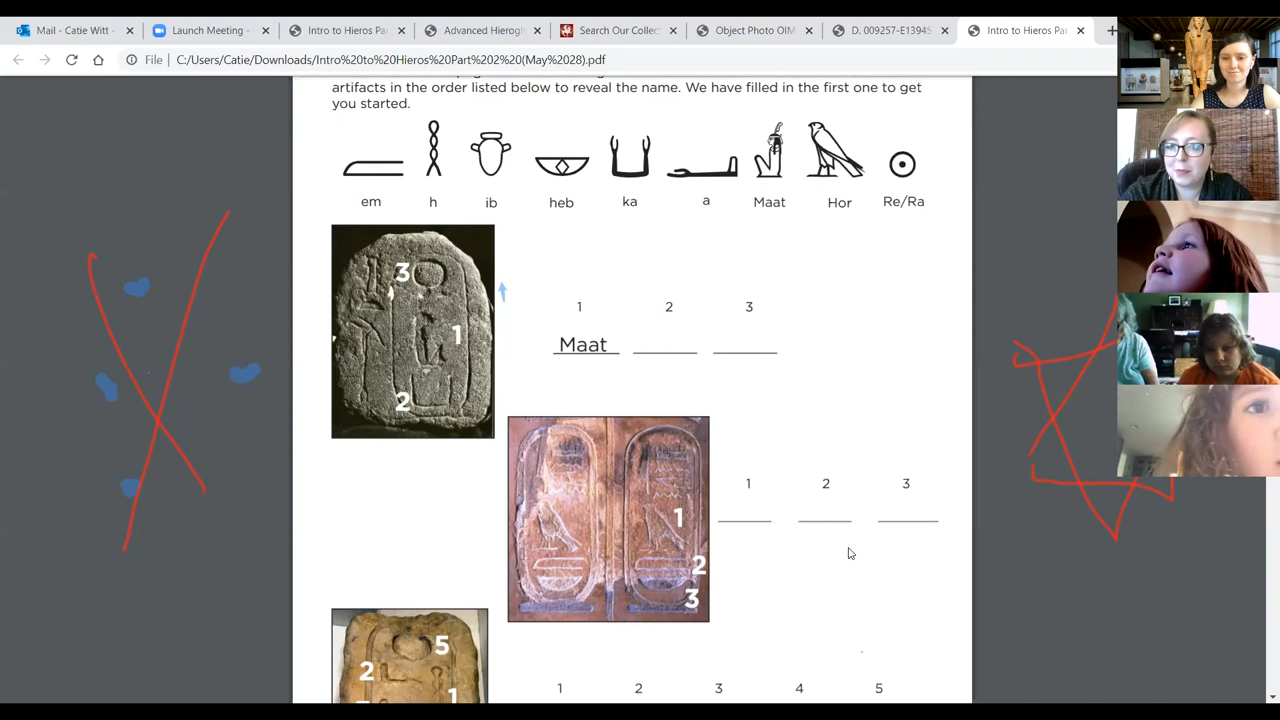 Mail - Catie Witt -
Launch Meeting -
Intro to Hieros Pa
Advanced Hierog
Search Our Collec
Object Photo OIM
D. 009257-E13945
Intro to Hieros Par
File | C:/Users/Catie/Downloads/Intro%20to%20Hieros%20Part%202%20(May%2028).pdf
artifacts in the order listed below to reveal the name. We have filled in the first one to get
you started.
em h ib heb ka a Maat Hor Re/Ra
3
1
2
1 2 3
Maat
1
2
3
1 2 3
5
2
1
1 2 3 4 5